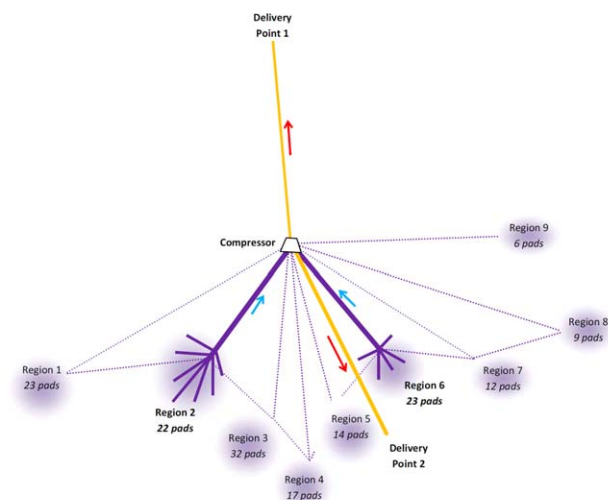 Delivery
Point 1
Compressor
Region 9
6 pads
Region 8
9 pads
Region 1
23 pads
Region 7
12 pads
Region 6
23 pads
Region 2
22 pads
Region 5
14 pads
Region 3
32 pads
Delivery
Point 2
Region 4
17 pads